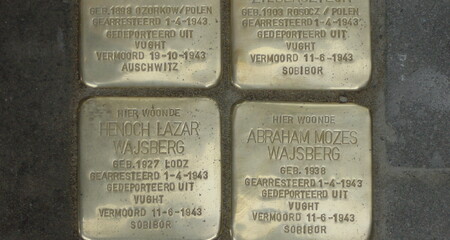 GEB. 1898 OZORKOW/POLEN
GEARRESTEERD 1-4-1943
GEDEPORTEERD UIT
VUGHT
VERMOORD 19-10-1943
AUSCHWITZ
GEB. 1903 ROBOCZ/POLEN
GEARRESTEERD 1-4-1943
GEDEPORTEERD UIT
VUGHT
VERMOORD 11-6-1943
SOBIBOR
HIER WOONDE
HENOCH LAZAR
WAJSBERG
GEB. 1927 LODZ
GEARRESTEERD 1-4-1943
GEDEPORTEERD UIT
VUGHT
VERMOORD 11-6-1943
SOBIBOR
HIER WOONDE
ABRAHAM MOZES
WAJSBERG
GEB. 1938
GEARRESTEERD 1-4-1943
GEDEPORTEERD UIT
VUGHT
VERMOORD 11-6-1943
SOBIBOR